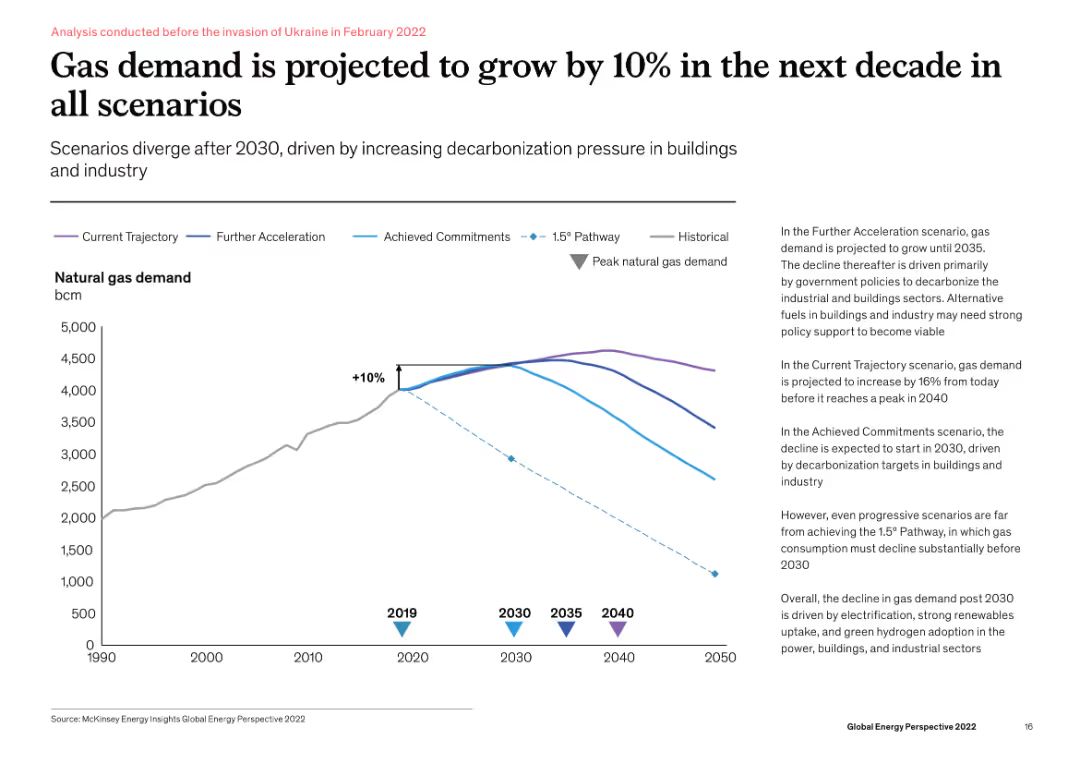 Analysis conducted before the invasion of Ukraine in February 2022
Gas demand is projected to grow by 10% in the next decade in
all scenarios
Scenarios diverge after 2030, driven by increasing decarbonization pressure in buildings
and industry
Current Trajectory
Further Acceleration
Achieved Commitments
1.5° Pathway
Historical
Peak natural gas demand
Natural gas demand
bcm
5,000
4,500
4,000
3,500
3,000
2,500
2,000
1,500
1,000
500
0
+10%
2019
2030
2035
2040
1990
2000
2010
2020
2030
2040
2050
In the Further Acceleration scenario, gas
demand is projected to grow until 2035.
The decline thereafter is driven primarily
by government policies to decarbonize the
industrial and buildings sectors. Alternative
fuels in buildings and industry may need strong
policy support to become viable
In the Current Trajectory scenario, gas demand
is projected to increase by 16% from today
before it reaches a peak in 2040
In the Achieved Commitments scenario, the
decline is expected to start in 2030, driven
by decarbonization targets in buildings and
industry
However, even progressive scenarios are far
from achieving the 1.5° Pathway, in which gas
consumption must decline substantially before
2030
Overall, the decline in gas demand post 2030
is driven by electrification, strong renewables
uptake, and green hydrogen adoption in the
power, buildings, and industrial sectors
Source: McKinsey Energy Insights Global Energy Perspective 2022
Global Energy Perspective 2022
16